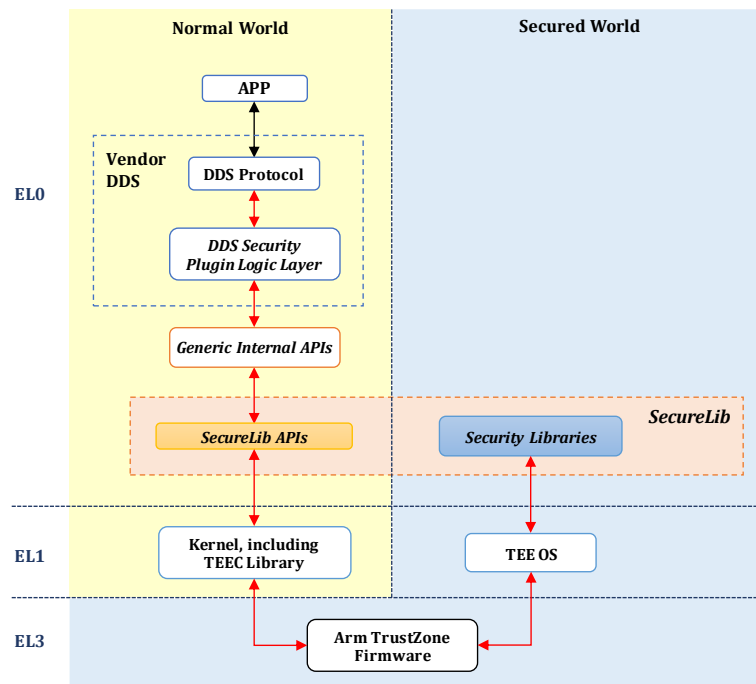 Normal World
Secured World
APP
Vendor
DDS
DDS Protocol
EL0
DDS Security
Plugin Logic Layer
Generic Internal APIs
SecureLib
SecureLib APIs
Security Libraries
EL1
Kernel, including
TEEC Library
TEE OS
EL3
Arm TrustZone
Firmware